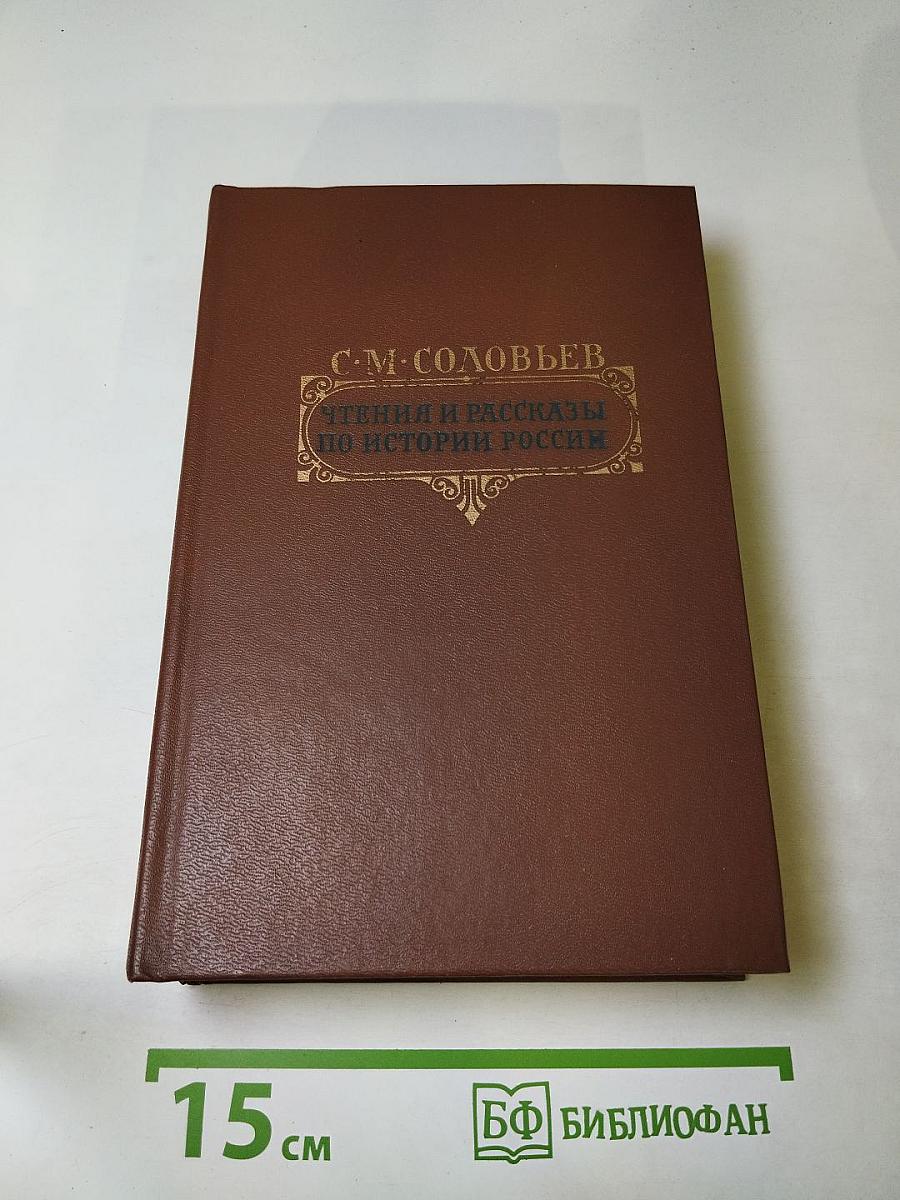 С·М·СОЛОВЬЕВ
ЧТЕНИЯ И РАССКАЗЫ
ПО ИСТОРИИ РОССИИ
15 см
БФ БИБЛИОФАН